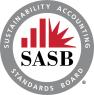 SUSTAINABILITY ACCOUNTING
SASB
STANDARDS BOARD